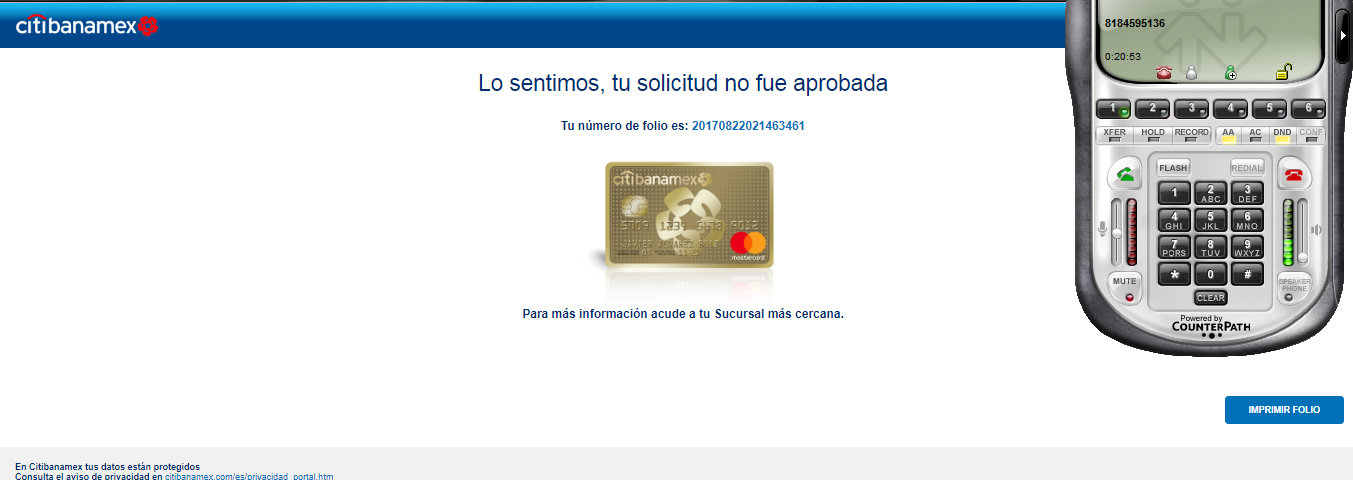 citibanamex
Lo sentimos, tu solicitud no fue aprobada
Tu número de folio es: 20170822021463461
citibanamex
5709 1234 5678 9012
JAVIER ALVAREZ RUIZ
mastercard
Para más información acude a tu Sucursal más cercana.
8184595136
0:20:53
1 2 3 4 5 6
XFER HOLD RECORD AA AC DND CONF
FLASH REDIAL
1 2 ABC 3 DEF
4 GHI 5 JKL 6 MNO
7 PQRS 8 TUV 9 WXYZ
* 0 #
MUTE
SPEAKER PHONE
CLEAR
Powered by
COUNTERPATH
IMPRIMIR FOLIO
En Citibanamex tus datos están protegidos
Consulta el aviso de privacidad en citibanamex.com/es/privacidad_portal.htm